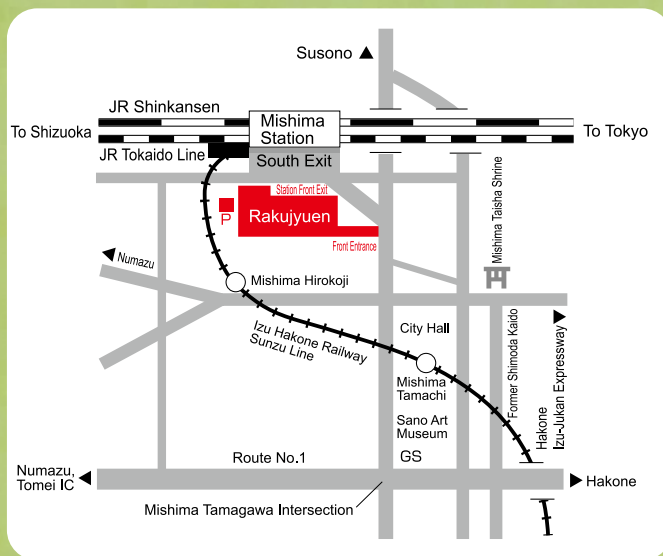 Susono
JR Shinkansen
Mishima
Station
To Shizuoka
To Tokyo
JR Tokaido Line
South Exit
Station Front Exit
P
Rakujyuen
Front Entrance
Mishima Taisha Shrine
Numazu
Mishima Hirokoji
Izu Hakone Railway
Sunzu Line
City Hall
Mishima
Tamachi
Former Shimoda Kaido
Hakone
Izu-Jukan Expressway
Sano Art
Museum
GS
Route No.1
Numazu,
Tomei IC
Hakone
Mishima Tamagawa Intersection